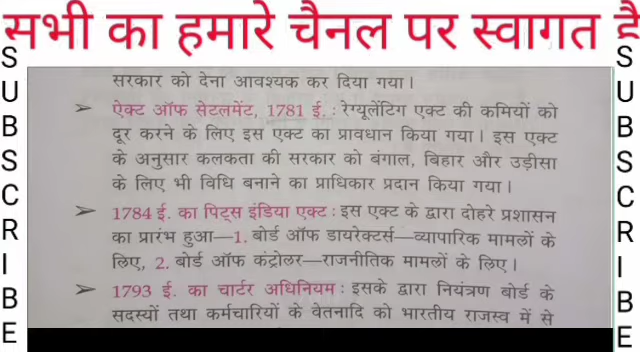 सभी का हमारे चैनल पर स्वागत है
SUBSCRIBE
सरकार को देना आवश्यक कर दिया गया।
➢ ऐक्ट ऑफ सेटलमेंट, 1781 ई. : रेग्यूलेंटिग एक्ट की कमियों को
दूर करने के लिए इस एक्ट का प्रावधान किया गया। इस एक्ट
के अनुसार कलकता की सरकार को बंगाल, बिहार और उड़ीसा
के लिए भी विधि बनाने का प्राधिकार प्रदान किया गया।
➢ 1784 ई. का पिट्स इंडिया एक्ट : इस एक्ट के द्वारा दोहरे प्रशासन
का प्रारंभ हुआ—1. बोर्ड ऑफ डायरेक्टर्स—व्यापारिक मामलों के
लिए, 2. बोर्ड ऑफ कंट्रोलर—राजनीतिक मामलों के लिए।
➢ 1793 ई. का चार्टर अधिनियम : इसके द्वारा नियंत्रण बोर्ड के
सदस्यों तथा कर्मचारियों के वेतनादि को भारतीय राजस्व में से
SUBSCRIBE